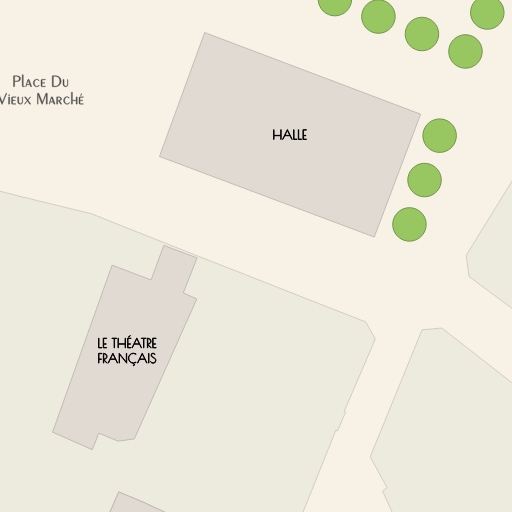 Place Du
Vieux Marché
HALLE
LE THÉATRE
FRANÇAIS